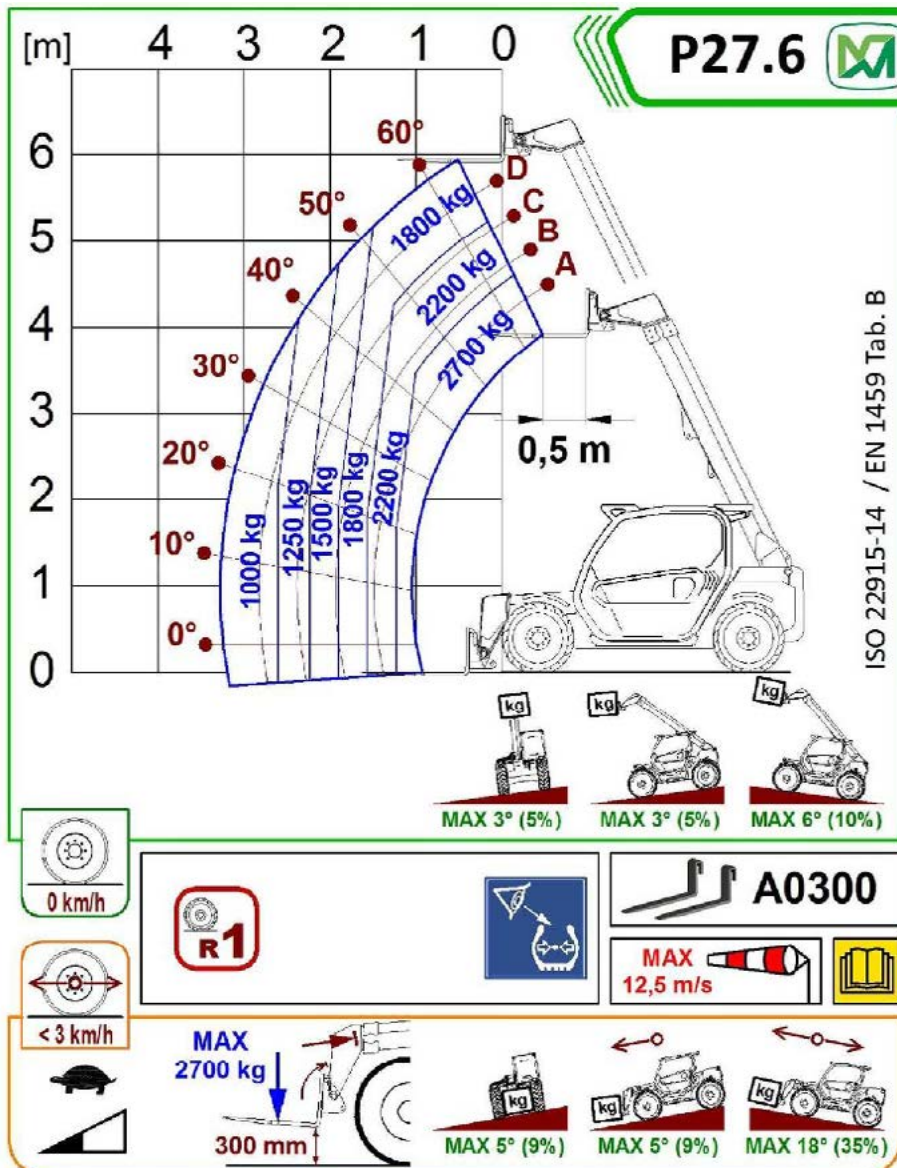 [m] 4 3 2 1 0
P27.6
6
5
4
3
2
1
0
60°
50°
40°
30°
20°
10°
0°
D
C
B
A
1800 kg
2200 kg
2700 kg
1000 kg
1250 kg
1500 kg
1800 kg
2200 kg
0,5 m
ISO 22915-14 / EN 1459 Tab. B
kg
kg
kg
MAX 3° (5%)
MAX 3° (5%)
MAX 6° (10%)
0 km/h
R1
A0300
MAX
12,5 m/s
< 3 km/h
MAX
2700 kg
300 mm
kg
kg
kg
MAX 5° (9%)
MAX 5° (9%)
MAX 18° (35%)